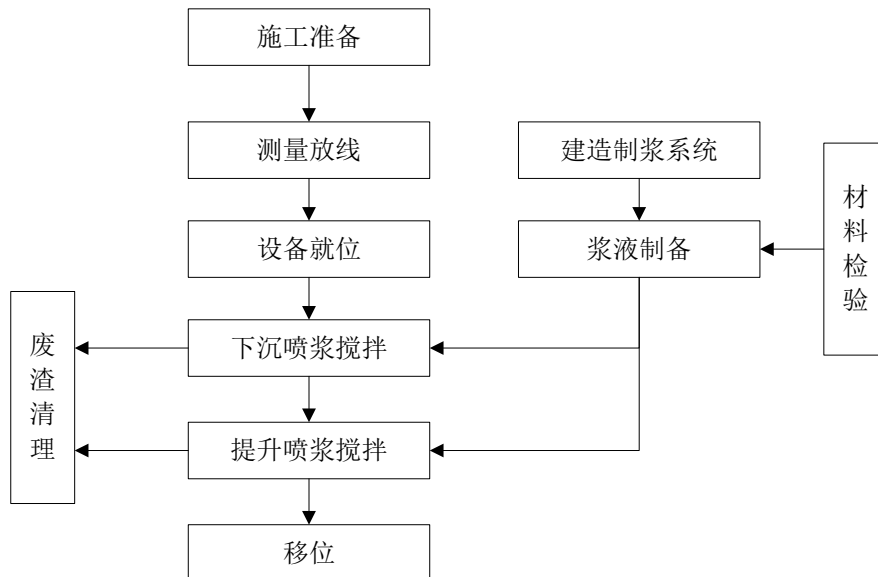 施工准备
测量放线
建造制浆系统
材料检验
设备就位
浆液制备
废渣清理
下沉喷浆搅拌
提升喷浆搅拌
移位